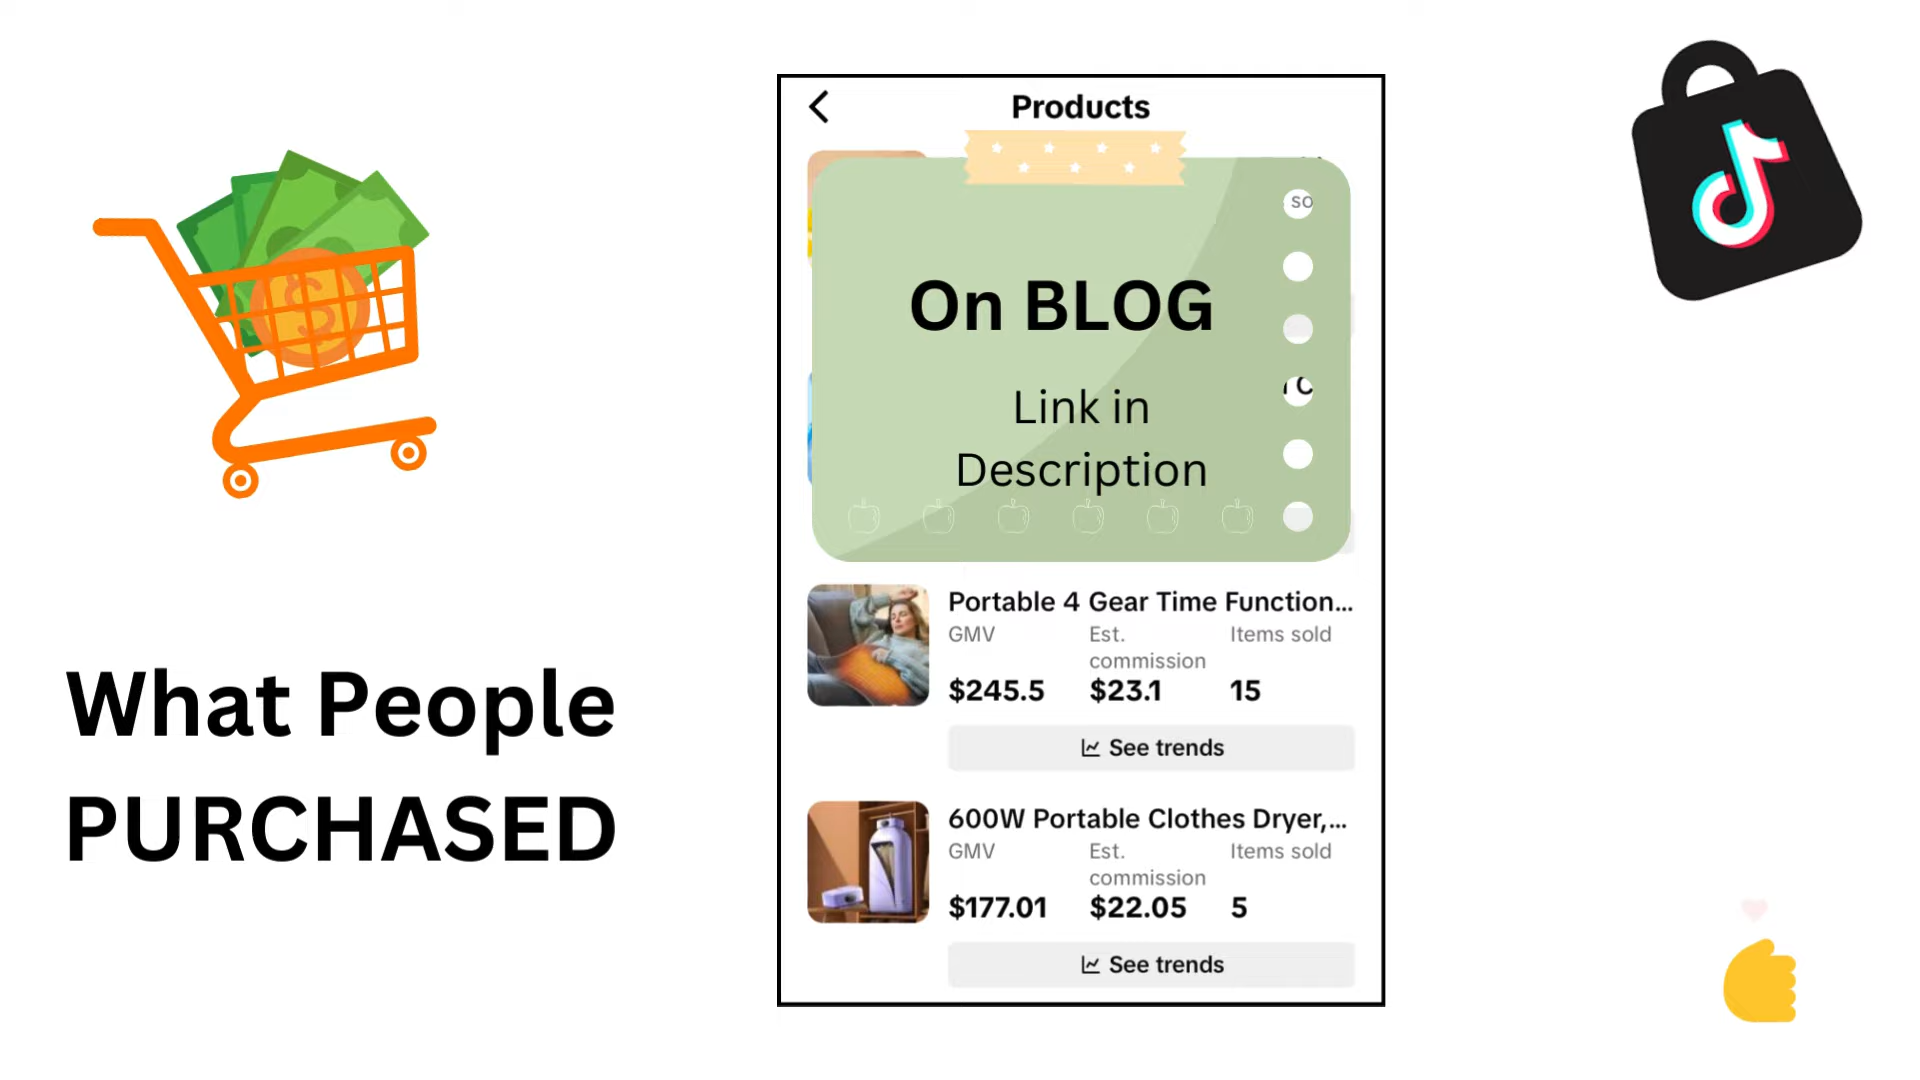 Products
so
On BLOG
Link in
Description
Portable 4 Gear Time Function...
GMV
Est.
commission
Items sold
$245.5
$23.1
15
See trends
600W Portable Clothes Dryer,...
GMV
Est.
commission
Items sold
$177.01
$22.05
5
See trends
What People
PURCHASED